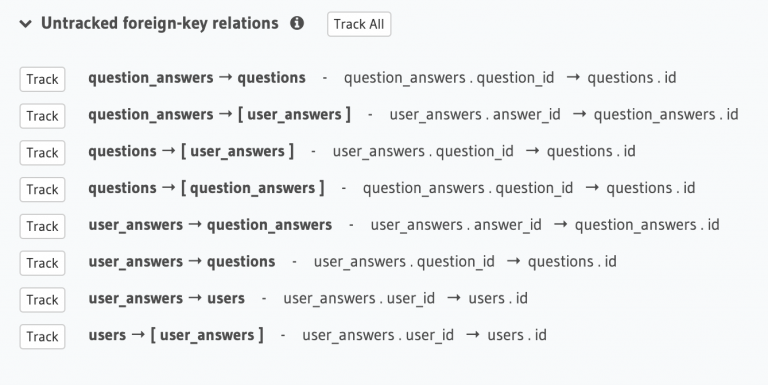 Untracked foreign-key relations Track All
Track question_answers → questions - question_answers . question_id → questions . id
Track question_answers → [ user_answers ] - user_answers . answer_id → question_answers . id
Track questions → [ user_answers ] - user_answers . question_id → questions . id
Track questions → [ question_answers ] - question_answers . question_id → questions . id
Track user_answers → question_answers - user_answers . answer_id → question_answers . id
Track user_answers → questions - user_answers . question_id → questions . id
Track user_answers → users - user_answers . user_id → users . id
Track users → [ user_answers ] - user_answers . user_id → users . id